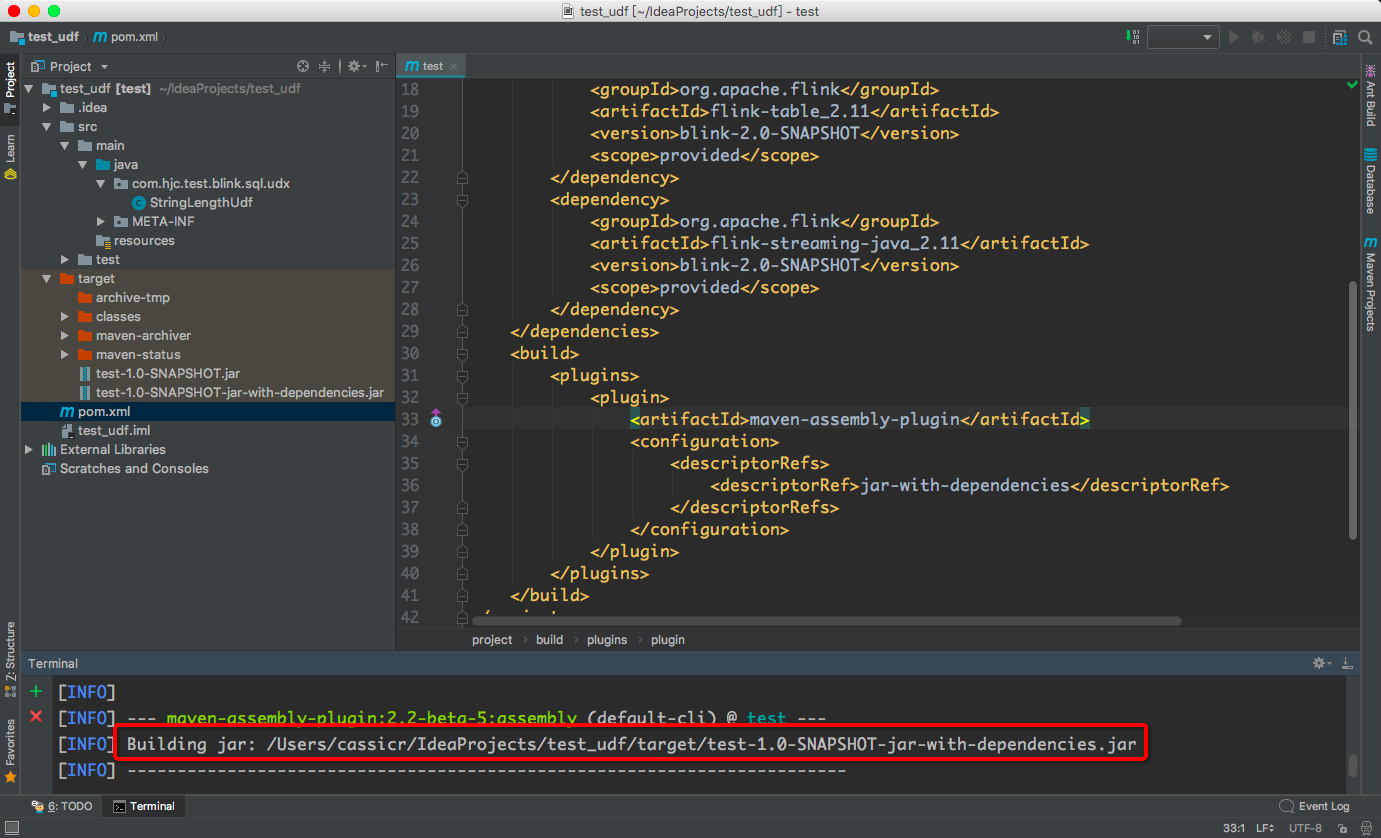 test_udf [~/IdeaProjects/test_udf] - test
test_udf
pom.xml
Project
test
Project
Learn
Z: Structure
Favorites
test_udf [test] ~/IdeaProjects/test_udf
.idea
src
main
java
com.hjc.test.blink.sql.udx
StringLengthUdf
META-INF
resources
test
target
archive-tmp
classes
maven-archiver
maven-status
test-1.0-SNAPSHOT.jar
test-1.0-SNAPSHOT-jar-with-dependencies.jar
pom.xml
test_udf.iml
External Libraries
Scratches and Consoles
18 <groupId>org.apache.flink</groupId>
19 <artifactId>flink-table_2.11</artifactId>
20 <version>blink-2.0-SNAPSHOT</version>
21 <scope>provided</scope>
22 </dependency>
23 <dependency>
24 <groupId>org.apache.flink</groupId>
25 <artifactId>flink-streaming-java_2.11</artifactId>
26 <version>blink-2.0-SNAPSHOT</version>
27 <scope>provided</scope>
28 </dependency>
29 </dependencies>
30 <build>
31 <plugins>
32 <plugin>
33 <artifactId>maven-assembly-plugin</artifactId>
34 <configuration>
35 <descriptorRefs>
36 <descriptorRef>jar-with-dependencies</descriptorRef>
37 </descriptorRefs>
38 </configuration>
39 </plugin>
40 </plugins>
41 </build>
42
project › build › plugins › plugin
Ant Build
Database
Maven Projects
Terminal
[INFO]
[INFO] --- maven-assembly-plugin:2.2-beta-5:assembly (default-cli) @ test ---
[INFO] Building jar: /Users/cassicr/IdeaProjects/test_udf/target/test-1.0-SNAPSHOT-jar-with-dependencies.jar
[INFO] ------------------------------------------------------------------------
6: TODO
Terminal
Event Log
33:1 LF UTF-8